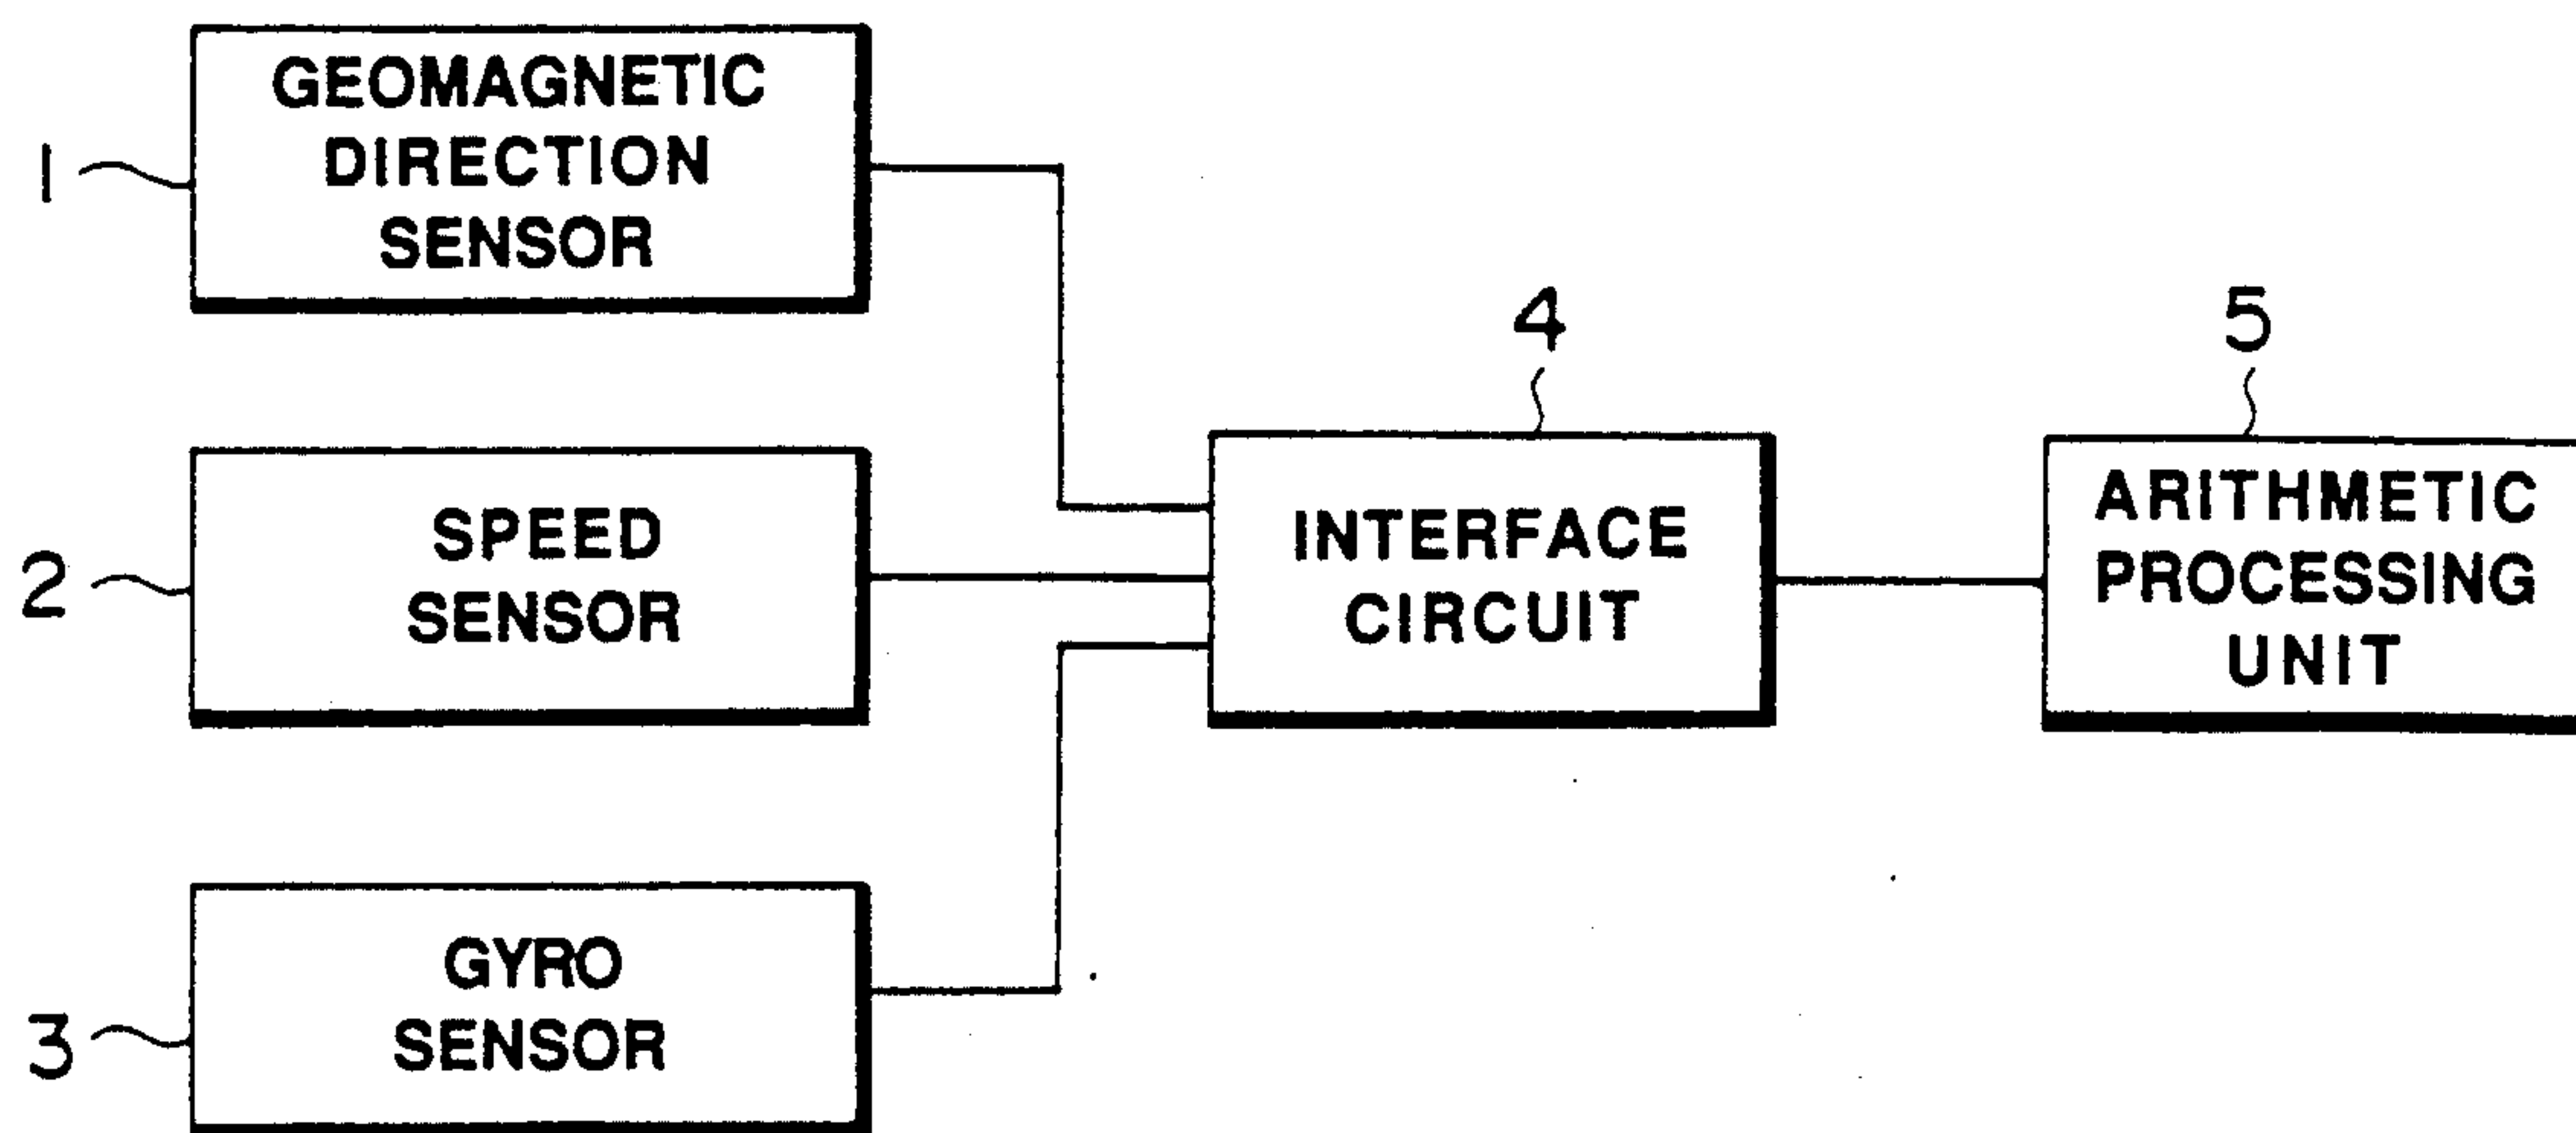 1
GEOMAGNETIC
DIRECTION
SENSOR
2
SPEED
SENSOR
3
GYRO
SENSOR
4
INTERFACE
CIRCUIT
5
ARITHMETIC
PROCESSING
UNIT